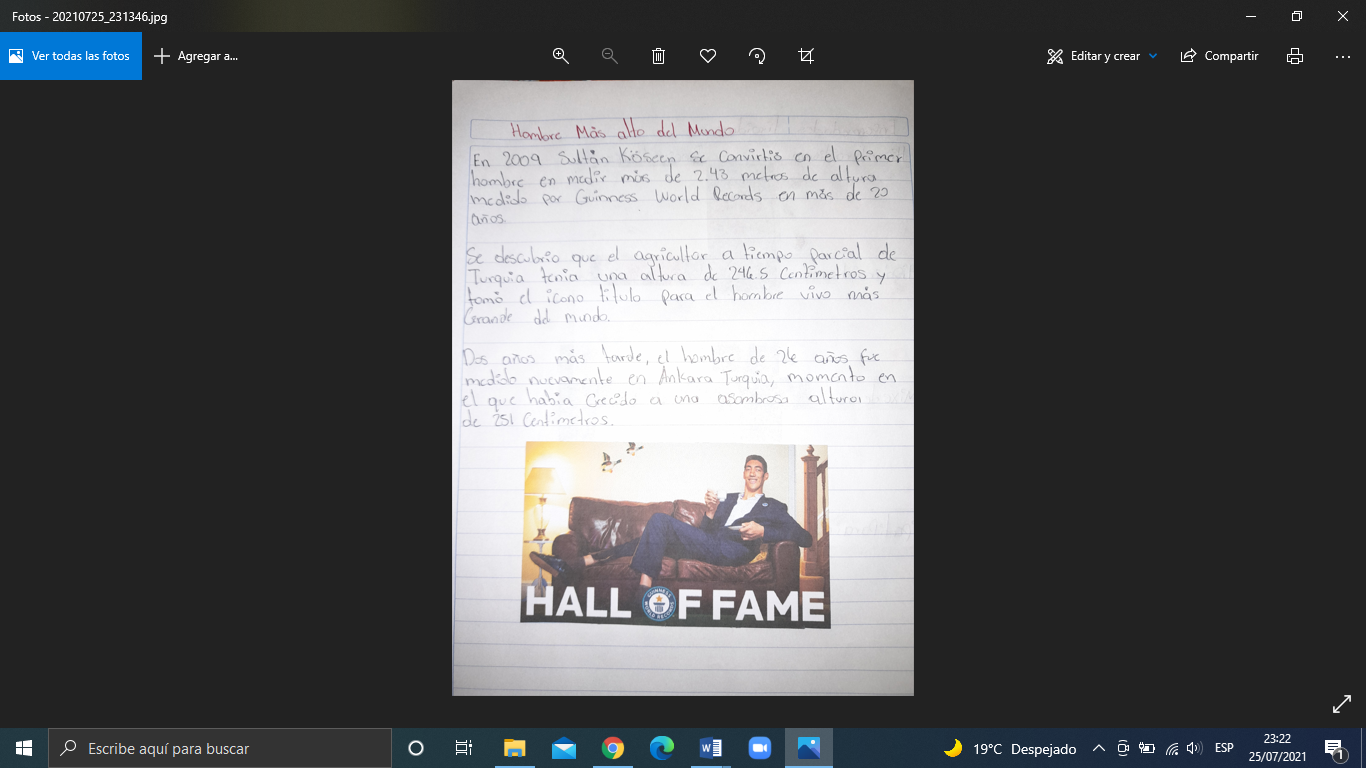 Fotos - 20210725_231346.jpg
Ver todas las fotos
Agregar a...
Editar y crear
Compartir
Hombre Más alto del Mundo
En 2009 Sultán Köseen se convirtis en el primer
hombre en medir más de 2.43 metros de altura
medido por Guinness World Records en más de 20
años.
Se descubrio que el agricultor a tiempo parcial de
Turquia tenia una altura de 246.5 Centimetros y
tomó el icono titulo para el hombre vivo más
Grande del mundo.
Dos años más tarde, el hombre de 26 años fue
medido nuevamente en Ankara Turquia, momento en
el que habia Crecido a una asombrosa altura
de 251 Centimetros.
HALL OF FAME
GUINNESS WORLD RECORDS
Escribe aquí para buscar
19°C Despejado
ESP
23:22
25/07/2021
1